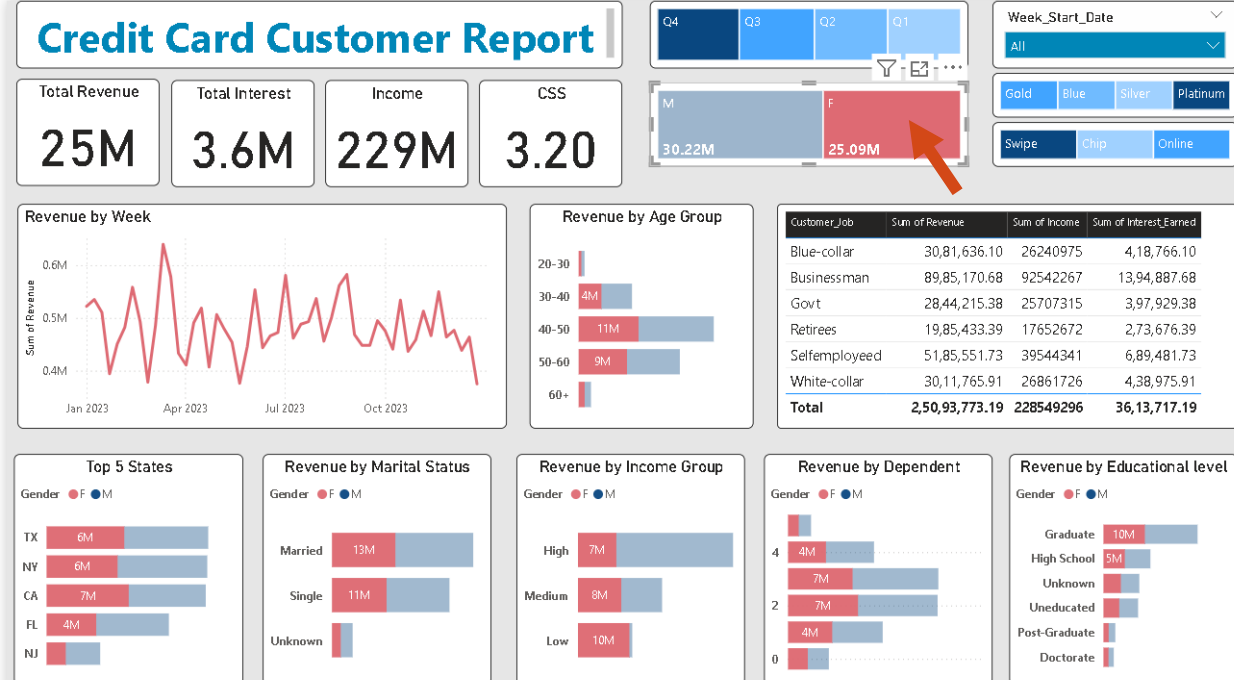 Credit Card Customer Report
Q4 Q3 Q2 Q1
Week_Start_Date
All
Total Revenue
25M
Total Interest
3.6M
Income
229M
CSS
3.20
M
30.22M
F
25.09M
Gold Blue Silver Platinum
Swipe Chip Online
Revenue by Week
Sum of Revenue
0.6M
0.5M
0.4M
Jan 2023 Apr 2023 Jul 2023 Oct 2023
Revenue by Age Group
20-30
30-40 4M
40-50 11M
50-60 9M
60+
Customer_Job Sum of Revenue Sum of Income Sum of Interest_Earned
Blue-collar 30,81,636.10 26240975 4,18,766.10
Businessman 89,85,170.68 92542267 13,94,887.68
Govt 28,44,215.38 25707315 3,97,929.38
Retirees 19,85,433.39 17652672 2,73,676.39
Selfemployeed 51,85,551.73 39544341 6,89,481.73
White-collar 30,11,765.91 26861726 4,38,975.91
Total 2,50,93,773.19 228549296 36,13,717.19
Top 5 States
Gender F M
TX 6M
NY 6M
CA 7M
FL 4M
NJ
Revenue by Marital Status
Gender F M
Married 13M
Single 11M
Unknown
Revenue by Income Group
Gender F M
High 7M
Medium 8M
Low 10M
Revenue by Dependent
Gender F M
4 4M
7M
2 7M
4M
0
Revenue by Educational level
Gender F M
Graduate 10M
High School 5M
Unknown
Uneducated
Post-Graduate
Doctorate